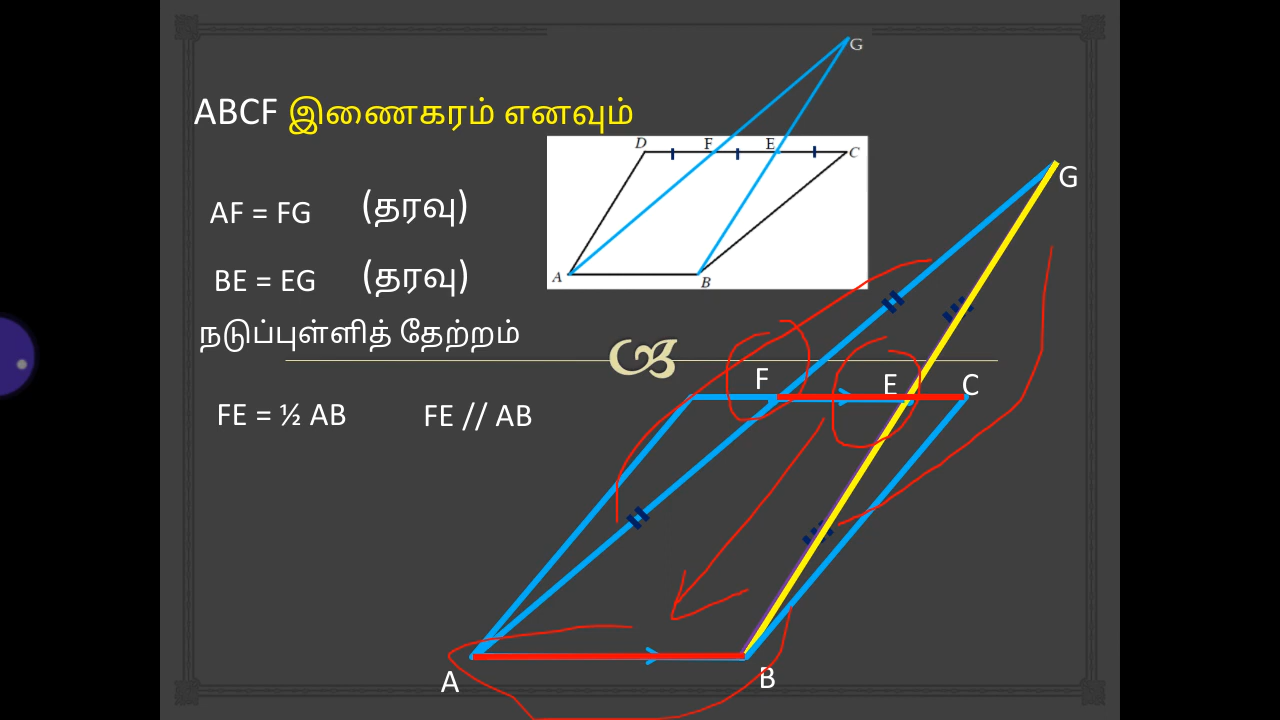 G
ABCF இணைகரம் எனவும்
D F E C
G
AF = FG (தரவு)
BE = EG (தரவு)
A B
நடுப்புள்ளித் தேற்றம்
F E C
FE = ½ AB FE // AB
A B